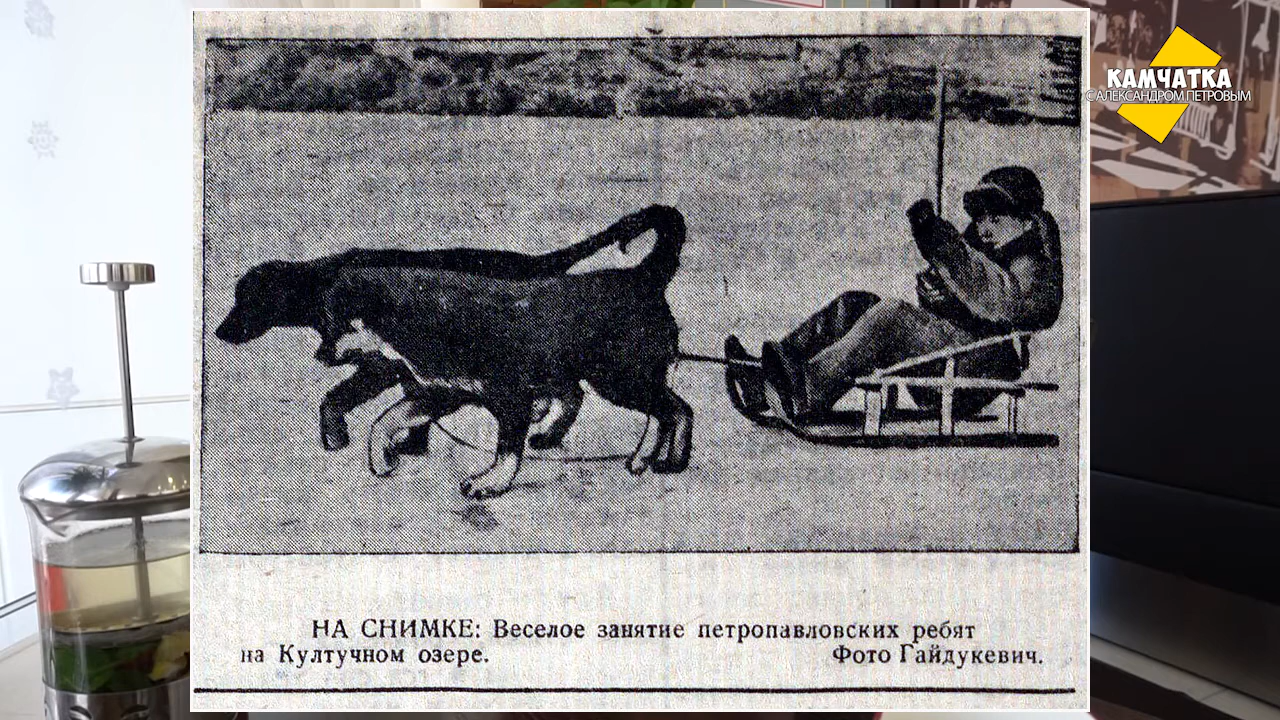 КАМЧАТКА
С АЛЕКСАНДРОМ ПЕТРОВЫМ
НА СНИМКЕ: Веселое занятие петропавловских ребят
на Култучном озере. Фото Гайдукевич.